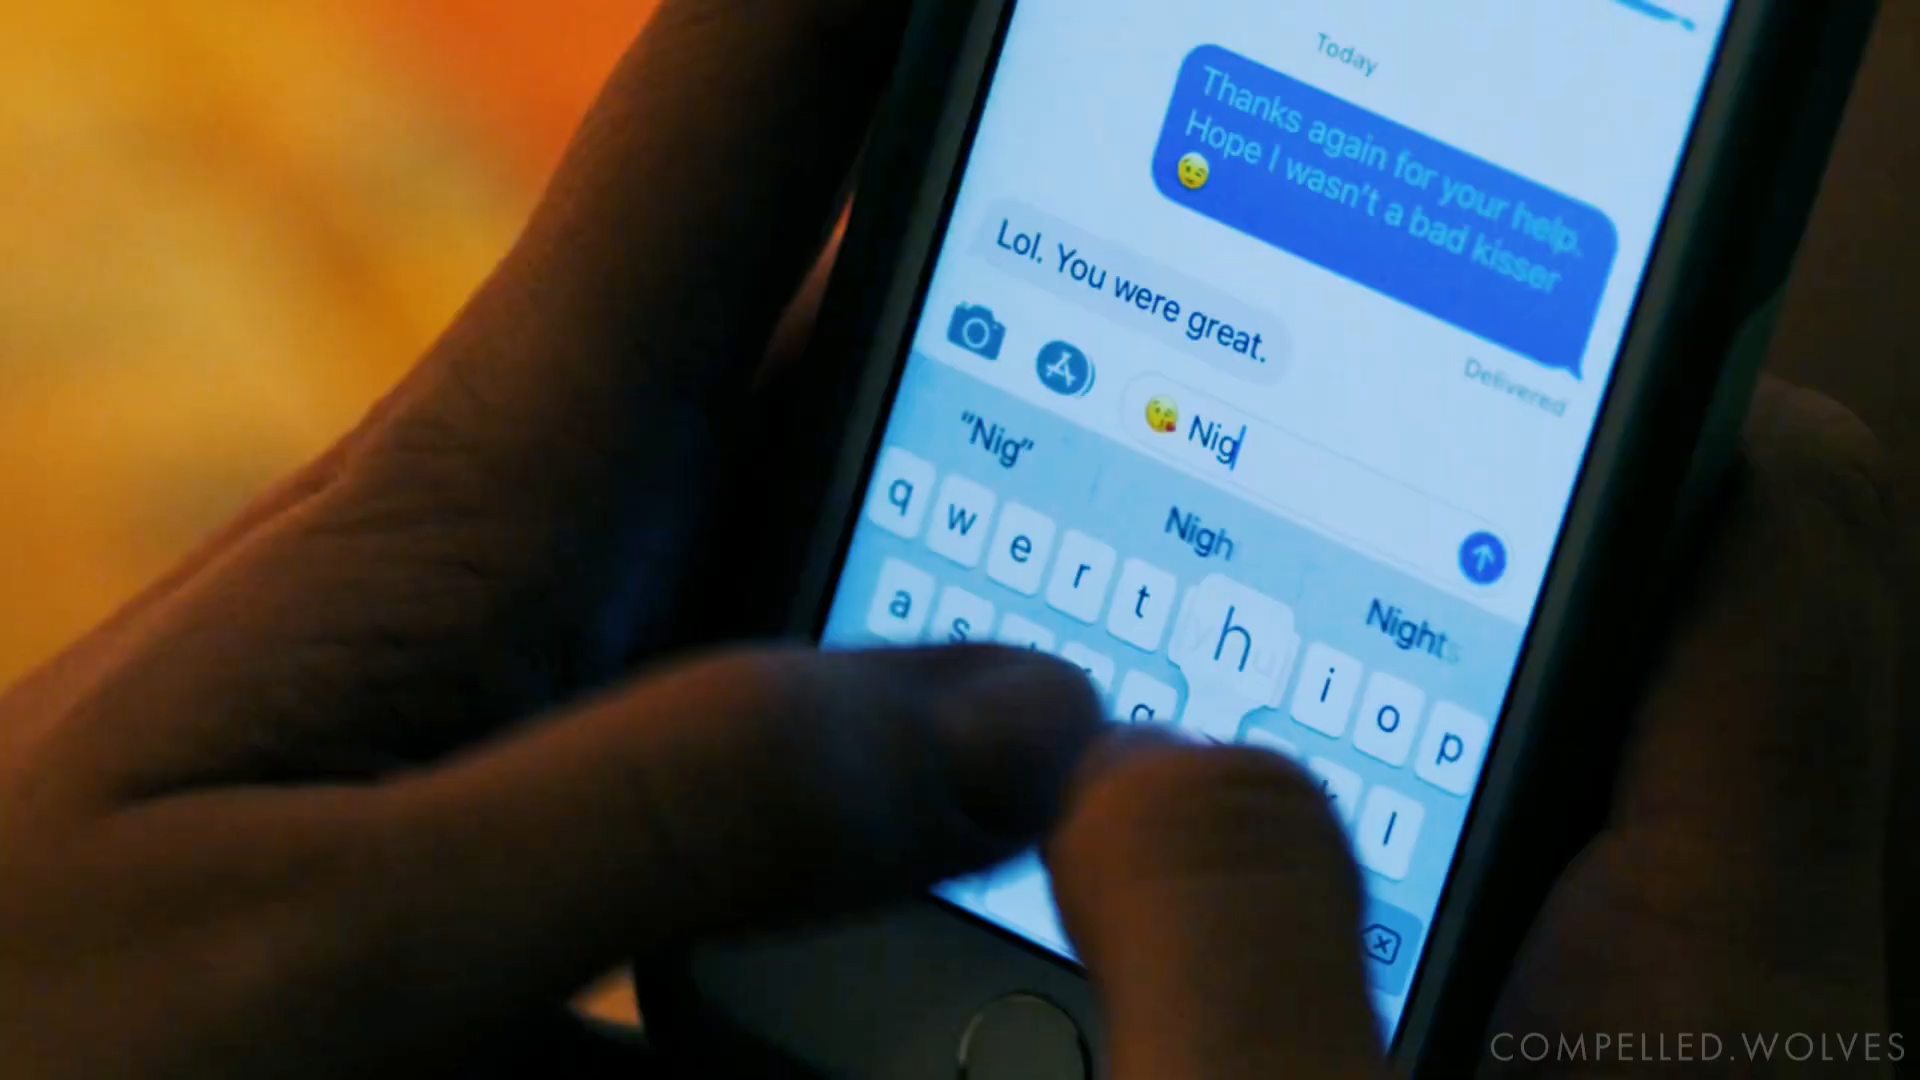 Today
Thanks again for your help.
Hope I wasn't a bad kisser
😉
Delivered
Lol. You were great.
😘 Nig
"Nig"
Nigh
Nights
q w e r t h i o p
a s g k l
COMPELLED.WOLVES